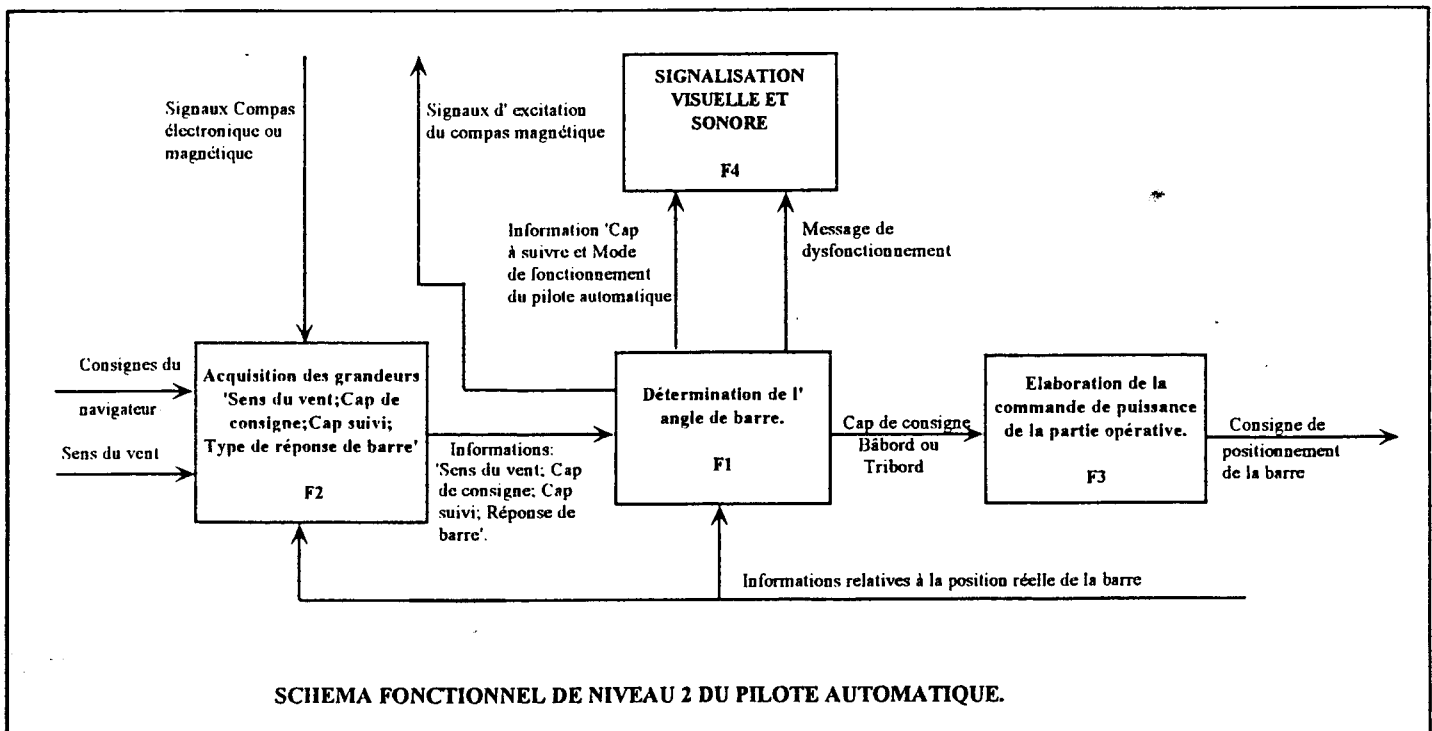 SIGNALISATION
VISUELLE ET
SONORE
F4
Signaux Compas
électronique ou
magnétique
Signaux d' excitation
du compas magnétique
Information 'Cap
à suivre et Mode
de fonctionnement
du pilote automatique
Message de
dysfonctionnement
Consignes du
navigateur
Sens du vent
Acquisition des grandeurs
'Sens du vent;Cap de
consigne;Cap suivi;
Type de réponse de barre'
F2
Informations:
'Sens du vent; Cap
de consigne; Cap
suivi; Réponse de
barre'.
Détermination de l'
angle de barre.
F1
Cap de consigne
Bâbord ou
Tribord
Elaboration de la
commande de puissance
de la partie opérative.
F3
Consigne de
positionnement
de la barre
Informations relatives à la position réelle de la barre
SCHEMA FONCTIONNEL DE NIVEAU 2 DU PILOTE AUTOMATIQUE.